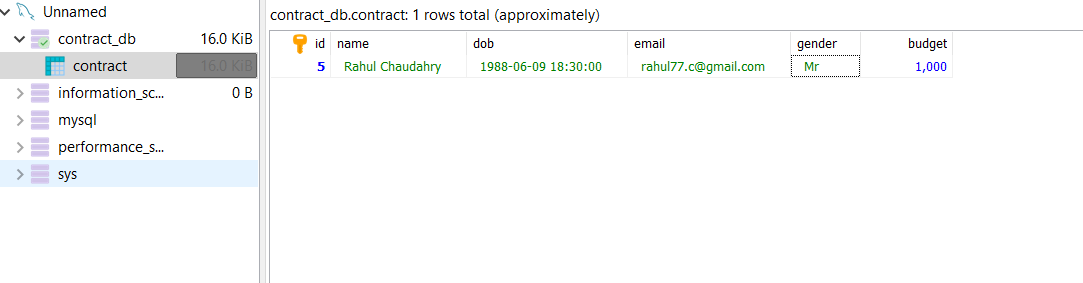 Unnamed
contract_db 16.0 KiB
contract 16.0 KiB
information_sc... 0 B
mysql
performance_s...
sys
contract_db.contract: 1 rows total (approximately)
id name dob email gender budget
5 Rahul Chaudahry 1988-06-09 18:30:00 rahul77.c@gmail.com Mr 1,000